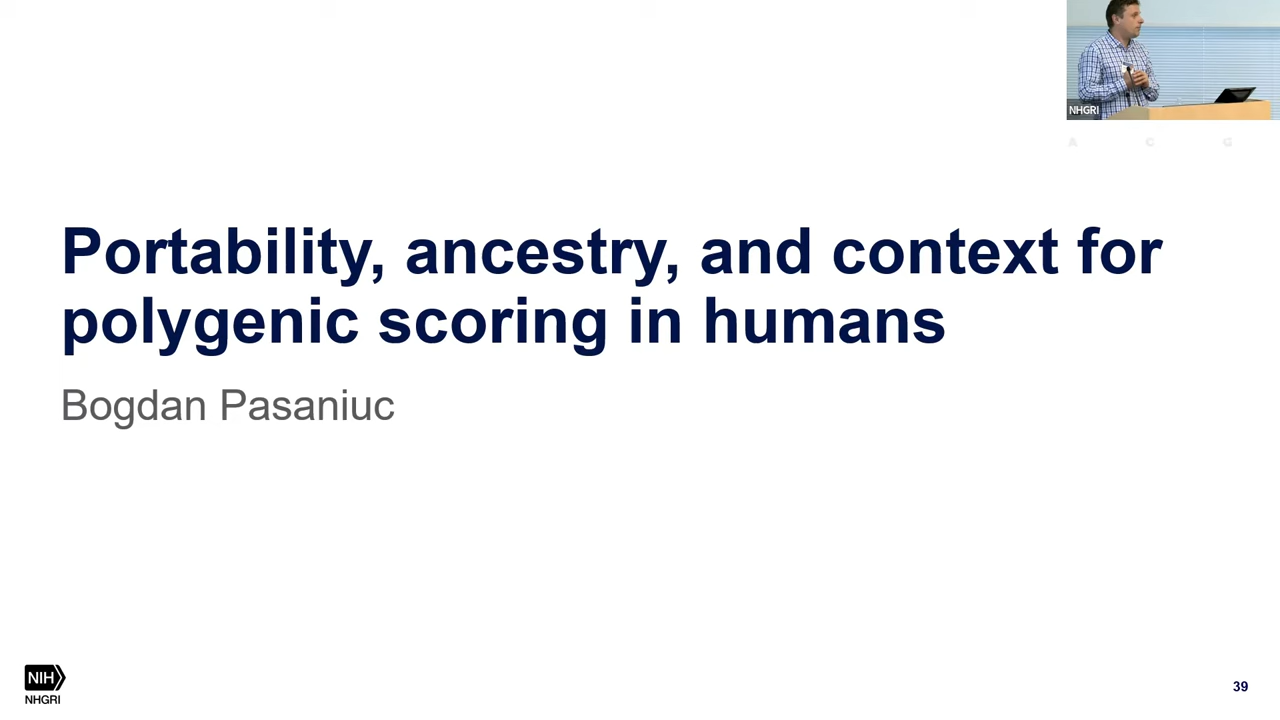 NHGRI
A C G
Portability, ancestry, and context for
polygenic scoring in humans
Bogdan Pasaniuc
NIH
NHGRI
39